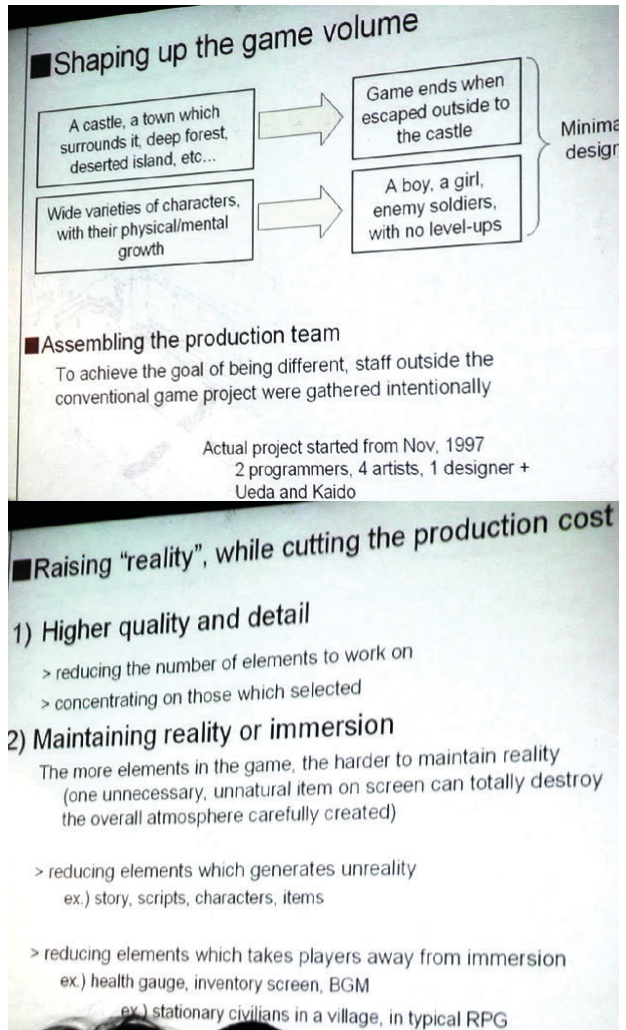 ■Shaping up the game volume
A castle, a town which
surrounds it, deep forest,
deserted island, etc...
Game ends when
escaped outside to
the castle
Wide varieties of characters,
with their physical/mental
growth
A boy, a girl,
enemy soldiers,
with no level-ups
Minima
design
■Assembling the production team
To achieve the goal of being different, staff outside the
conventional game project were gathered intentionally
Actual project started from Nov, 1997
2 programmers, 4 artists, 1 designer +
Ueda and Kaido
■Raising “reality”, while cutting the production cost
1) Higher quality and detail
> reducing the number of elements to work on
> concentrating on those which selected
2) Maintaining reality or immersion
The more elements in the game, the harder to maintain reality
(one unnecessary, unnatural item on screen can totally destroy
the overall atmosphere carefully created)
> reducing elements which generates unreality
ex.) story, scripts, characters, items
> reducing elements which takes players away from immersion
ex.) health gauge, inventory screen, BGM
ex.) stationary civilians in a village, in typical RPG